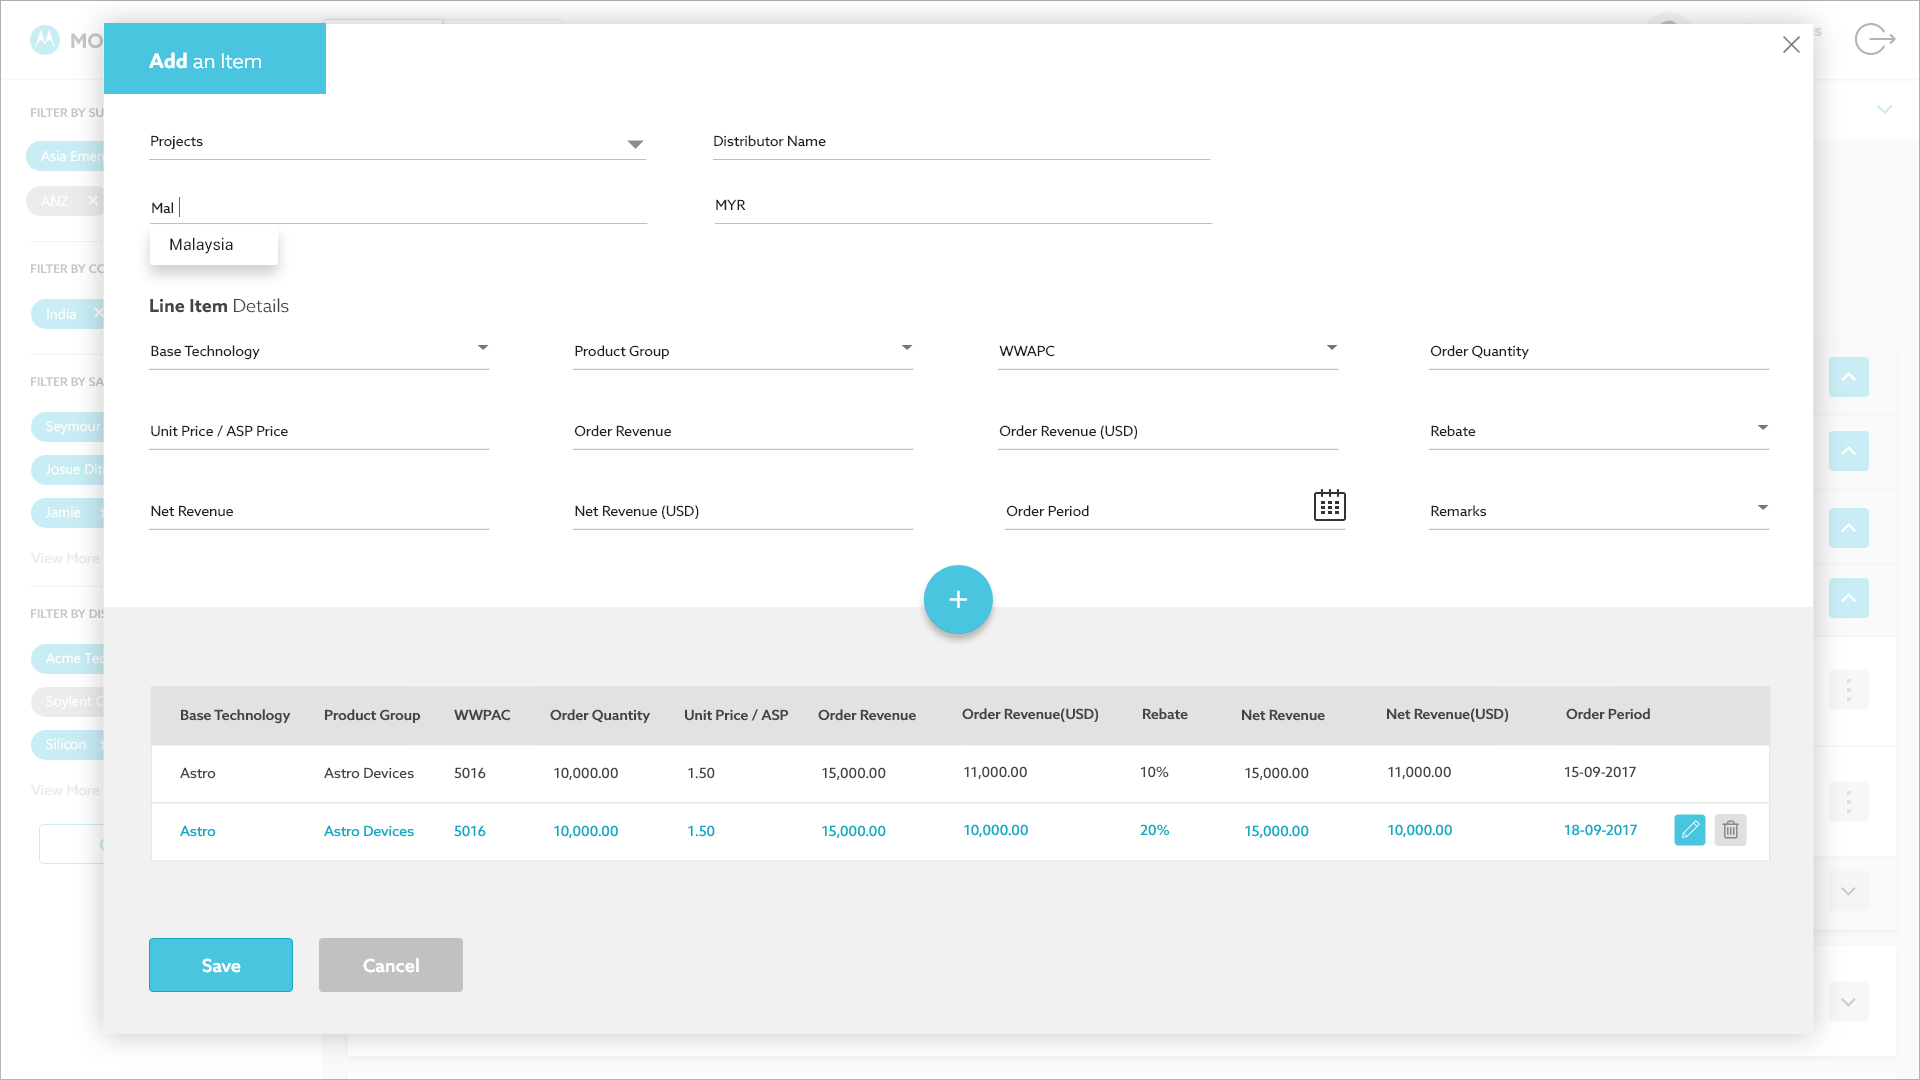 MO
Add an Item
FILTER BY SU
Asia Emer
ANZ
FILTER BY CO
India
FILTER BY SA
Seymour
Josue Dit
Jamie
View More
FILTER BY DIS
Acme Tec
Soylent C
Silicon
View More
Projects
Distributor Name
Mal
MYR
Malaysia
Line Item Details
Base Technology
Product Group
WWAPC
Order Quantity
Unit Price / ASP Price
Order Revenue
Order Revenue (USD)
Rebate
Net Revenue
Net Revenue (USD)
Order Period
Remarks
+
Base Technology Product Group WWPAC Order Quantity Unit Price / ASP Order Revenue Order Revenue(USD) Rebate Net Revenue Net Revenue(USD) Order Period
Astro Astro Devices 5016 10,000.00 1.50 15,000.00 11,000.00 10% 15,000.00 11,000.00 15-09-2017
Astro Astro Devices 5016 10,000.00 1.50 15,000.00 10,000.00 20% 15,000.00 10,000.00 18-09-2017
Save
Cancel